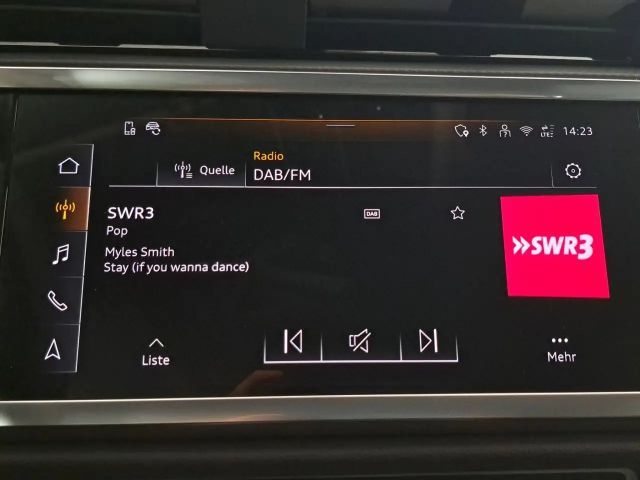 LTE 14:23
Radio
Quelle DAB/FM
SWR3 DAB
Pop
Myles Smith
Stay (if you wanna dance)
»SWR3
Liste
Mehr